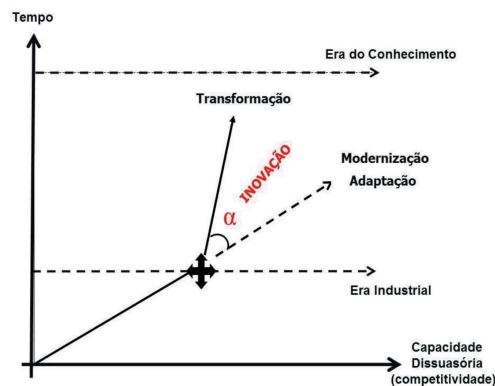 Tempo
Era do Conhecimento
Transformação
INOVAÇÃO
Modernização
Adaptação
α
Era Industrial
Capacidade
Dissuasória
(competitividade)